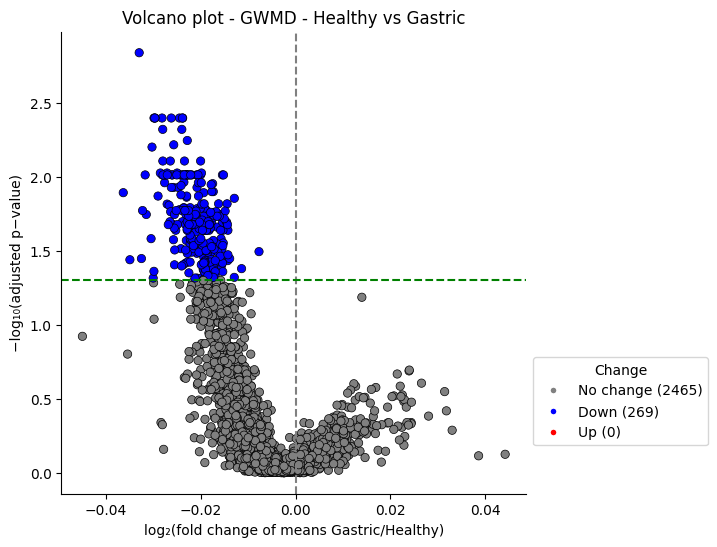 Volcano plot - GWMD - Healthy vs Gastric
−log₁₀(adjusted p−value)
2.5
2.0
1.5
1.0
0.5
0.0
−0.04
−0.02
0.00
0.02
0.04
log₂(fold change of means Gastric/Healthy)
Change
No change (2465)
Down (269)
Up (0)